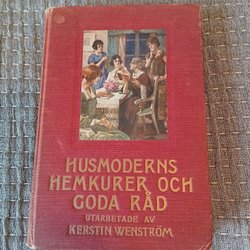 HUSMODERNS
HEMKURER OCH
GODA RÅD
UTARBETADE AV
KERSTIN WENSTRÖM